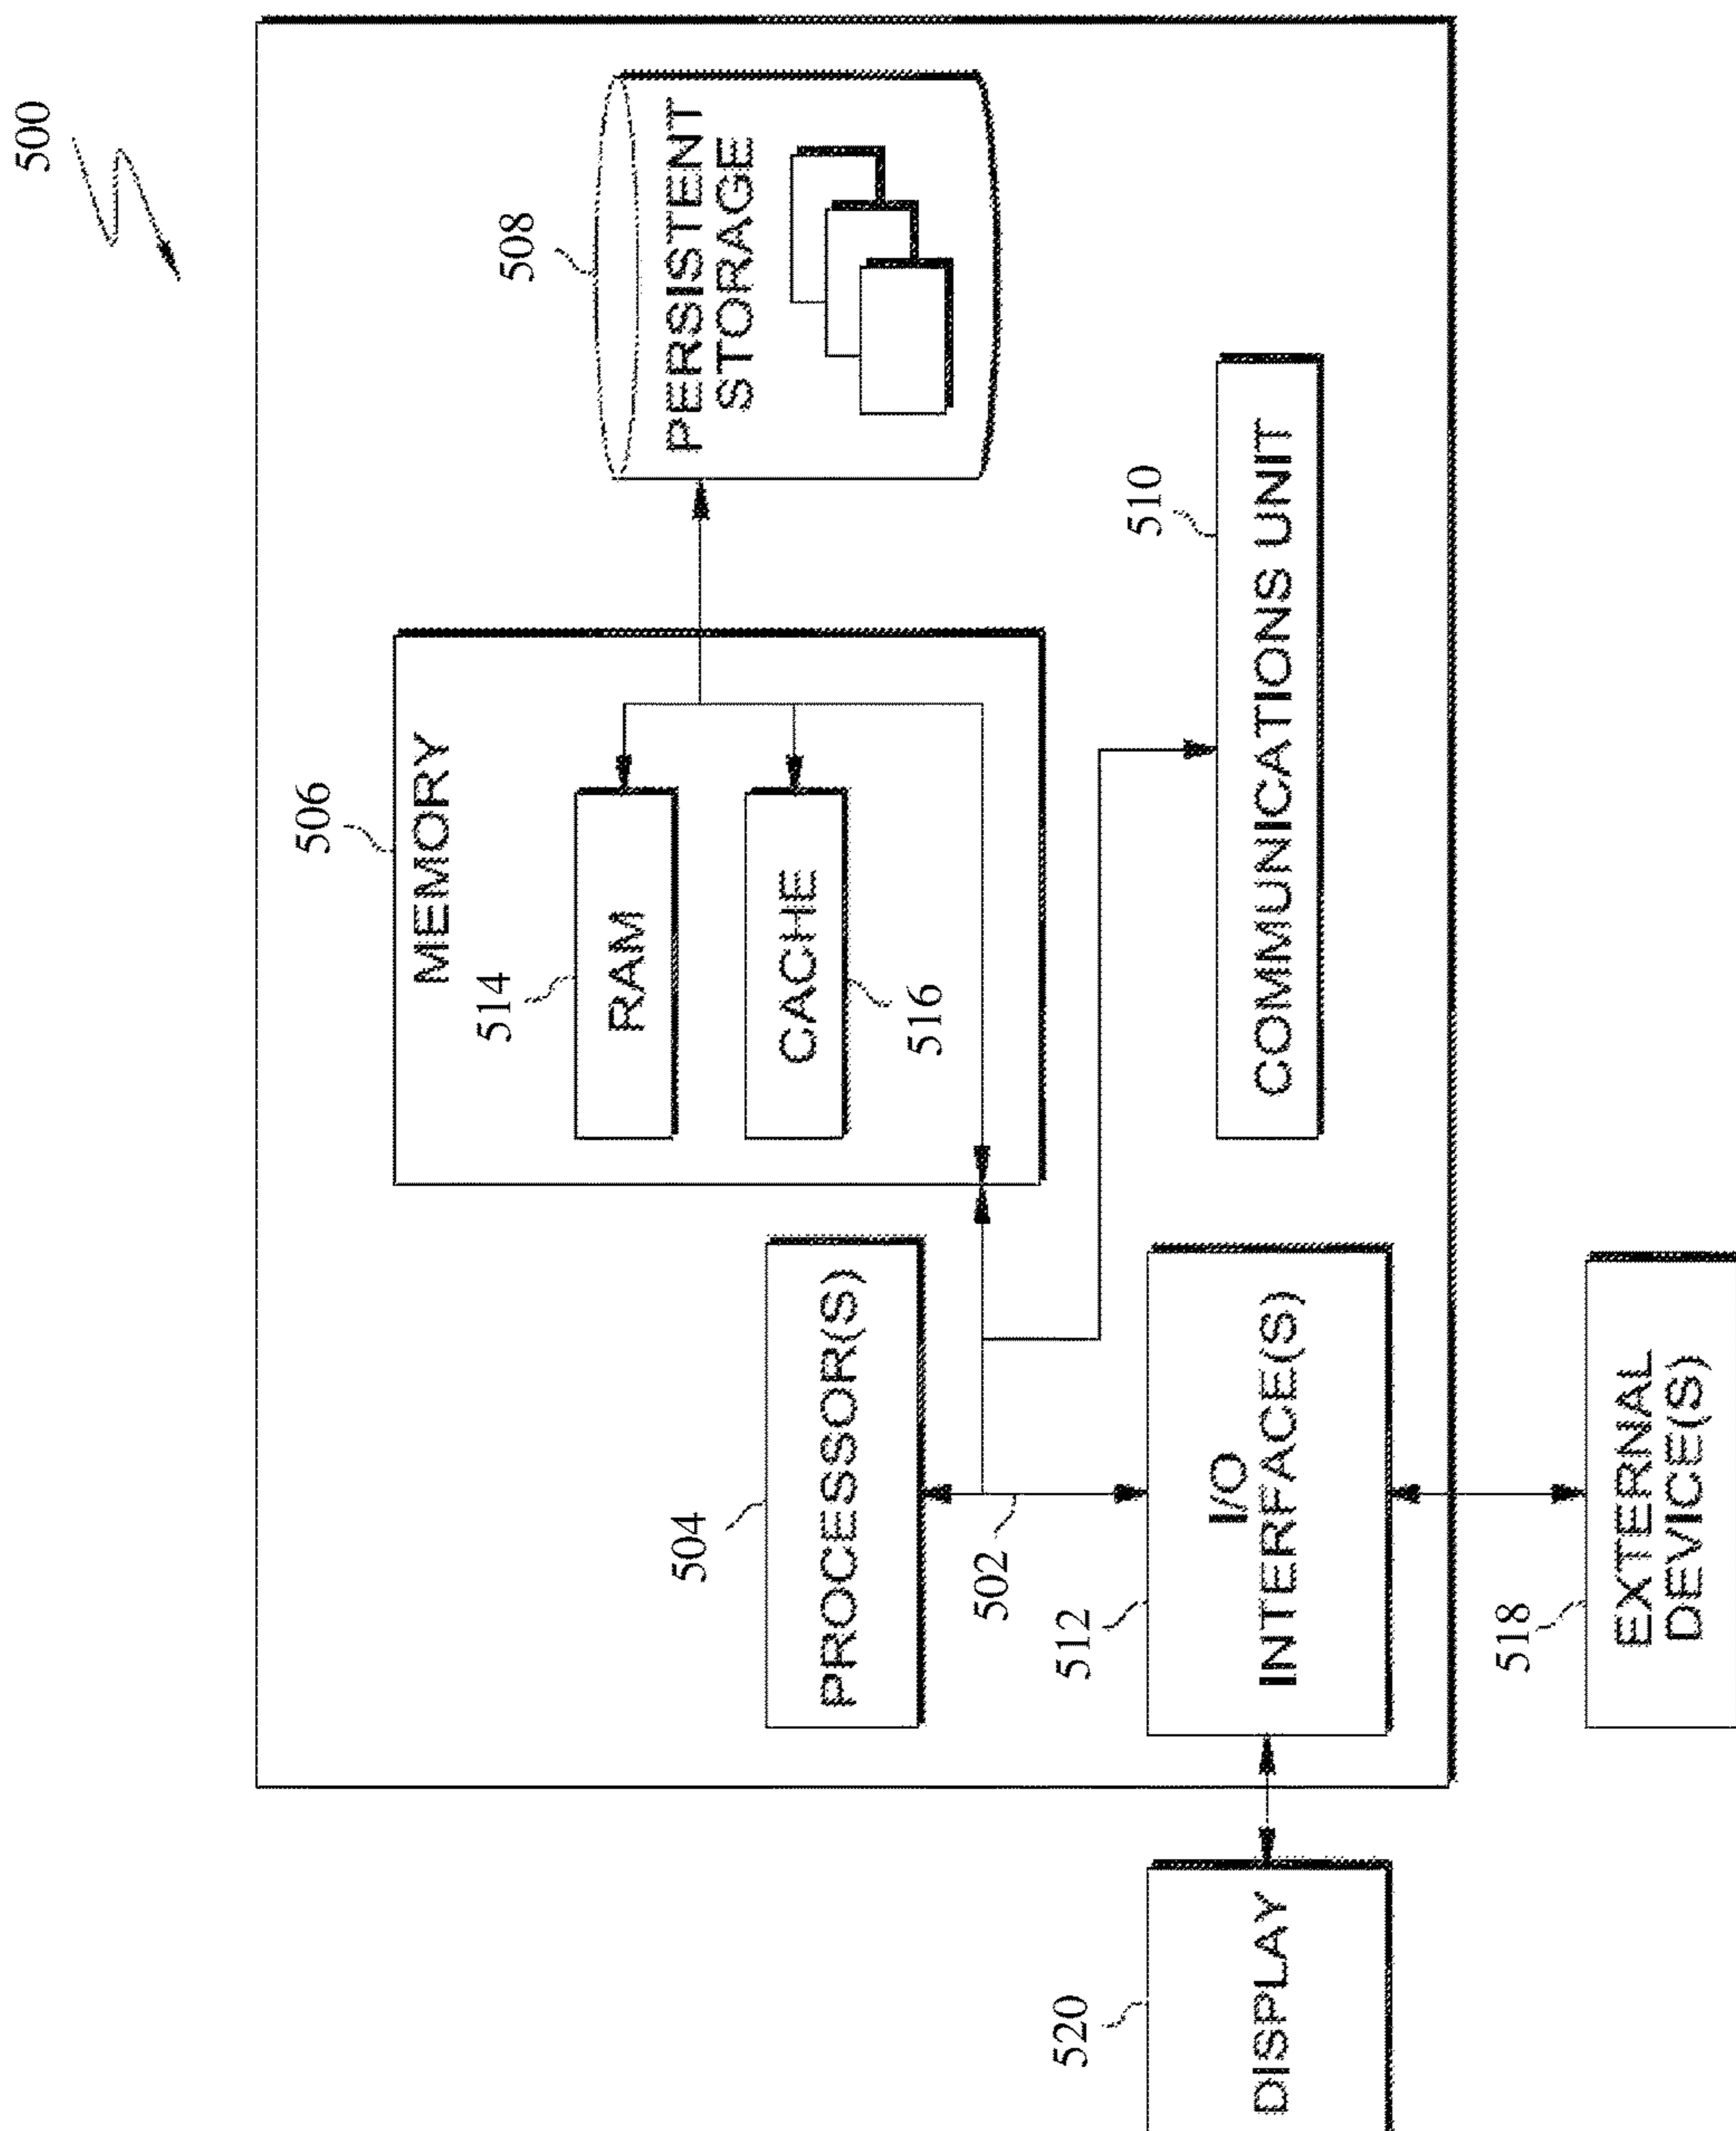 500
506
MEMORY
514
RAM
CACHE
516
508
PERSISTENT
STORAGE
504
PROCESSOR(S)
502
512
I/O
INTERFACE(S)
510
COMMUNICATIONS UNIT
520
DISPLAY
518
EXTERNAL
DEVICE(S)